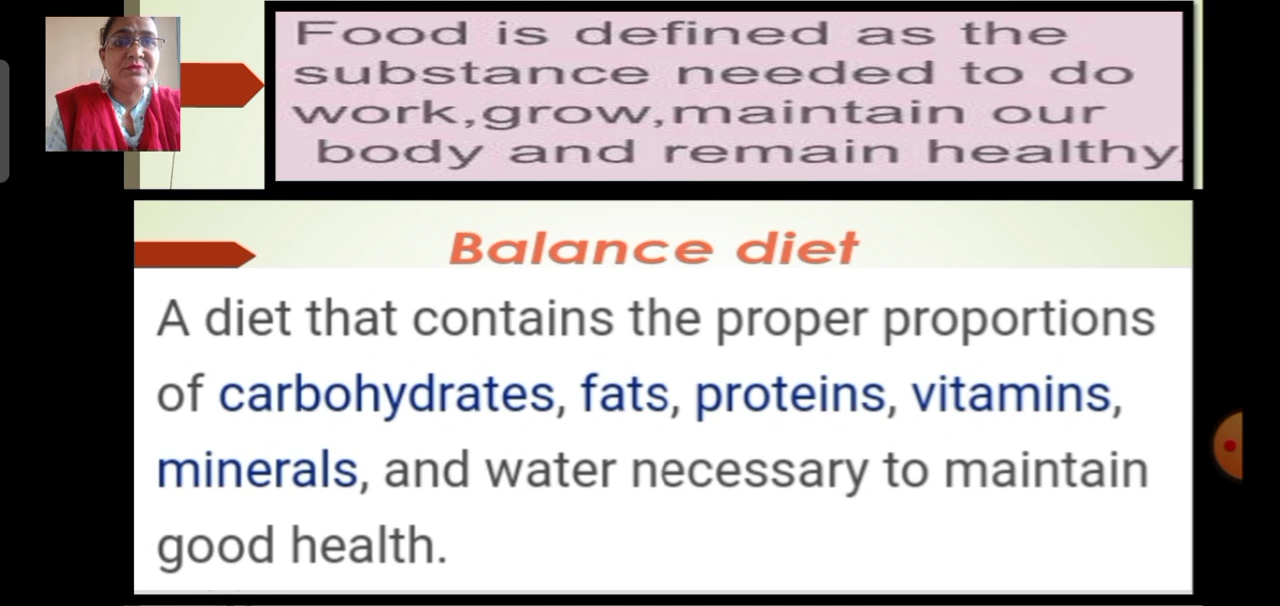 Food is defined as the
substance needed to do
work,grow,maintain our
body and remain healthy.
Balance diet
A diet that contains the proper proportions
of carbohydrates, fats, proteins, vitamins,
minerals, and water necessary to maintain
good health.